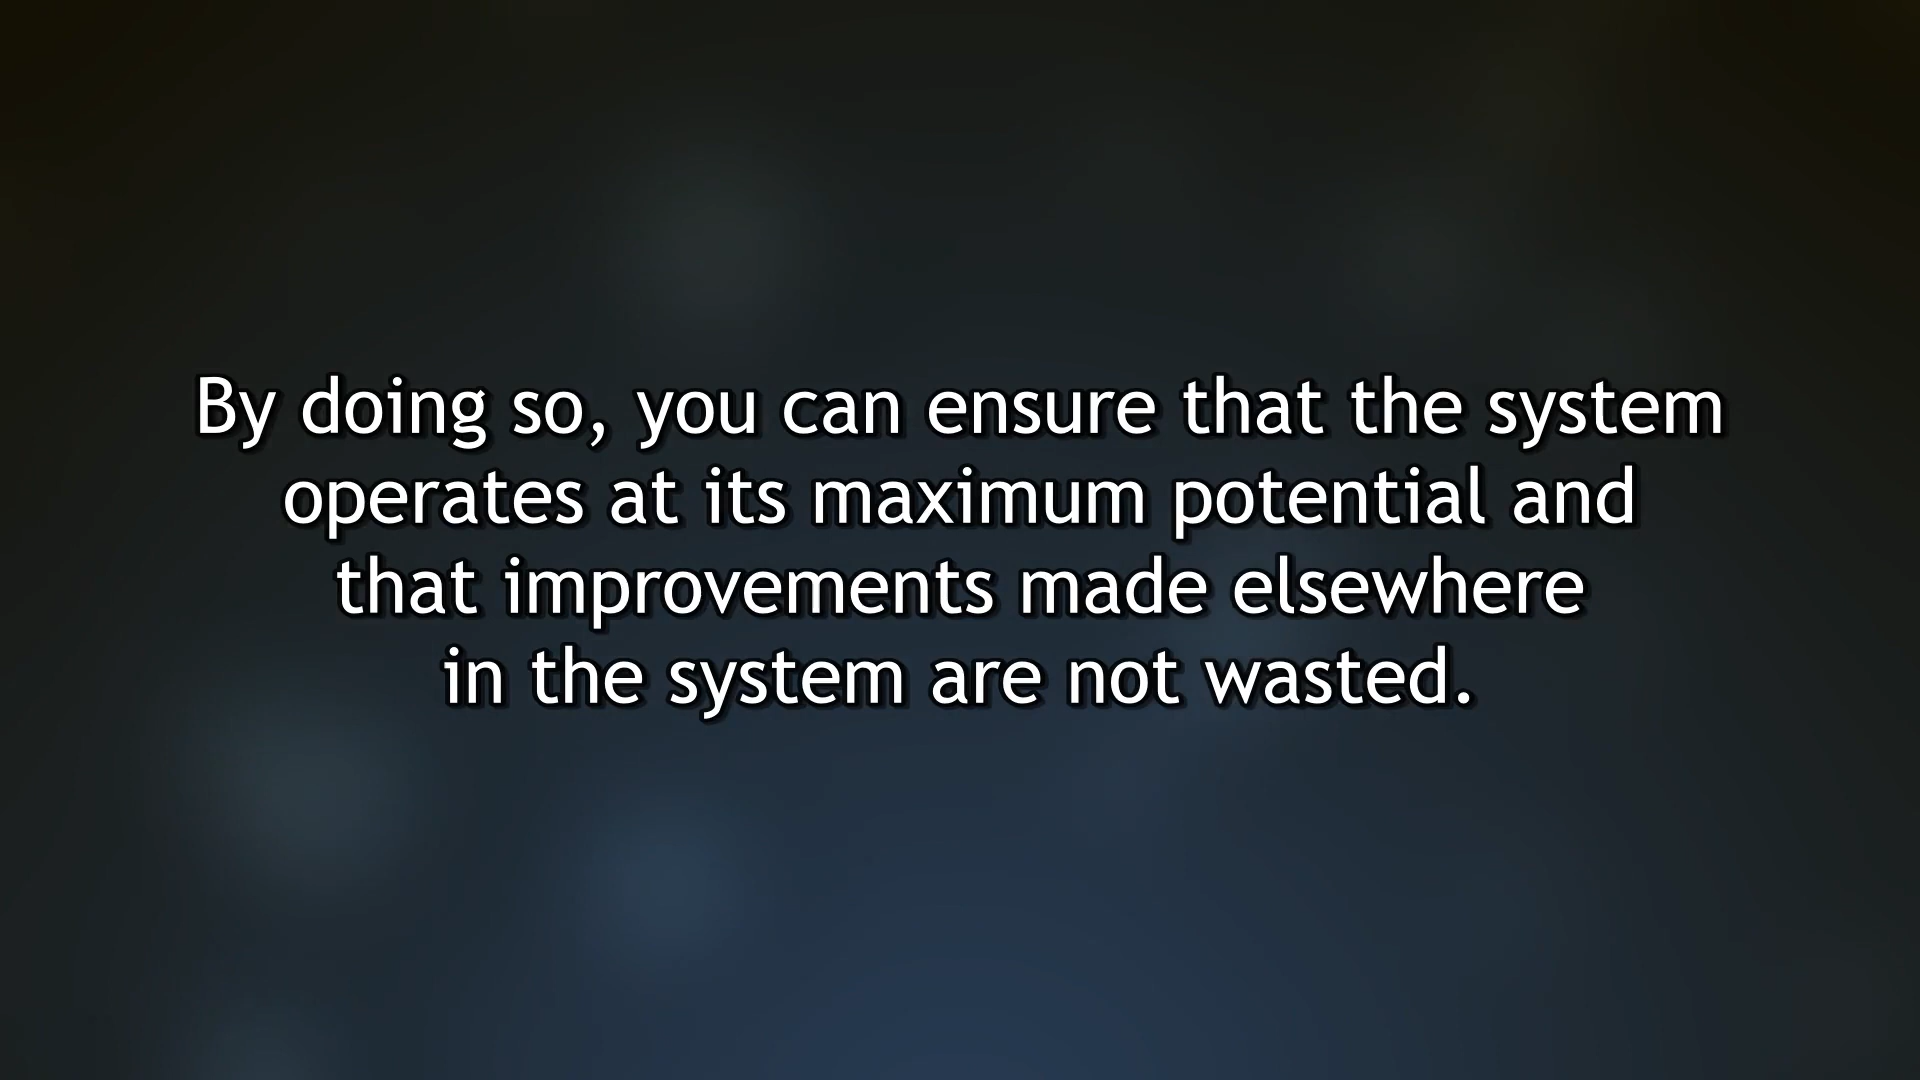 By doing so, you can ensure that the system
operates at its maximum potential and
that improvements made elsewhere
in the system are not wasted.